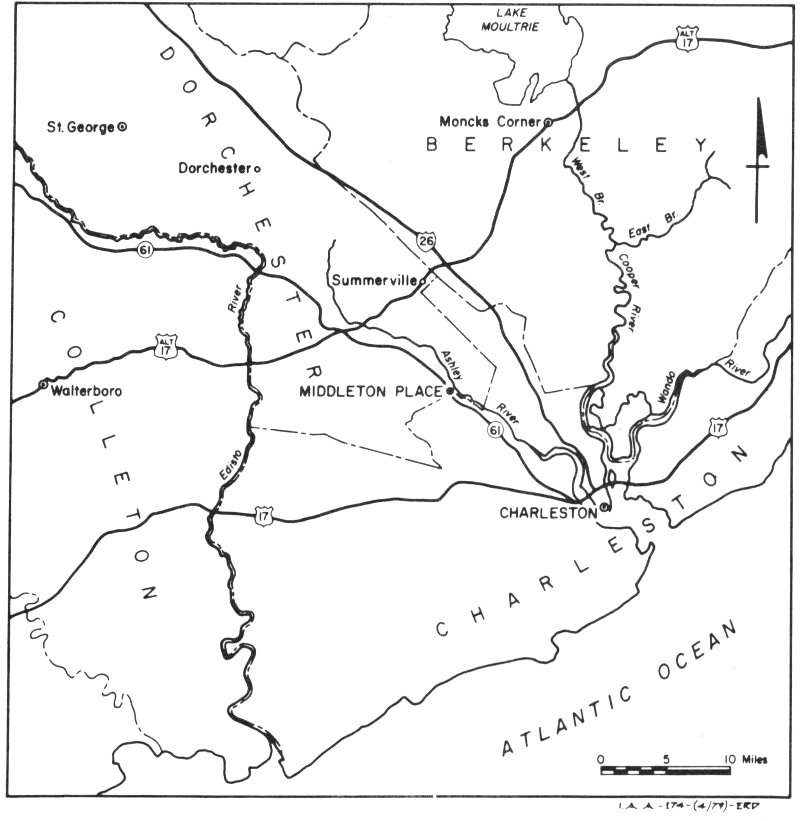 LAKE
MOULTRIE
ALT
17
DORCHESTER
St. George
Moncks Corner
BERKELEY
Dorchester
West Br.
East Br.
61
26
Cooper River
Summerville
River
COLLETON
ALT
17
Walterboro
Ashley River
MIDDLETON PLACE
Wando River
61
17
Edisto
17
CHARLESTON
CHARLESTON
ATLANTIC OCEAN
0 5 10 Miles
I.A.A.-174-(4/79)-ERD